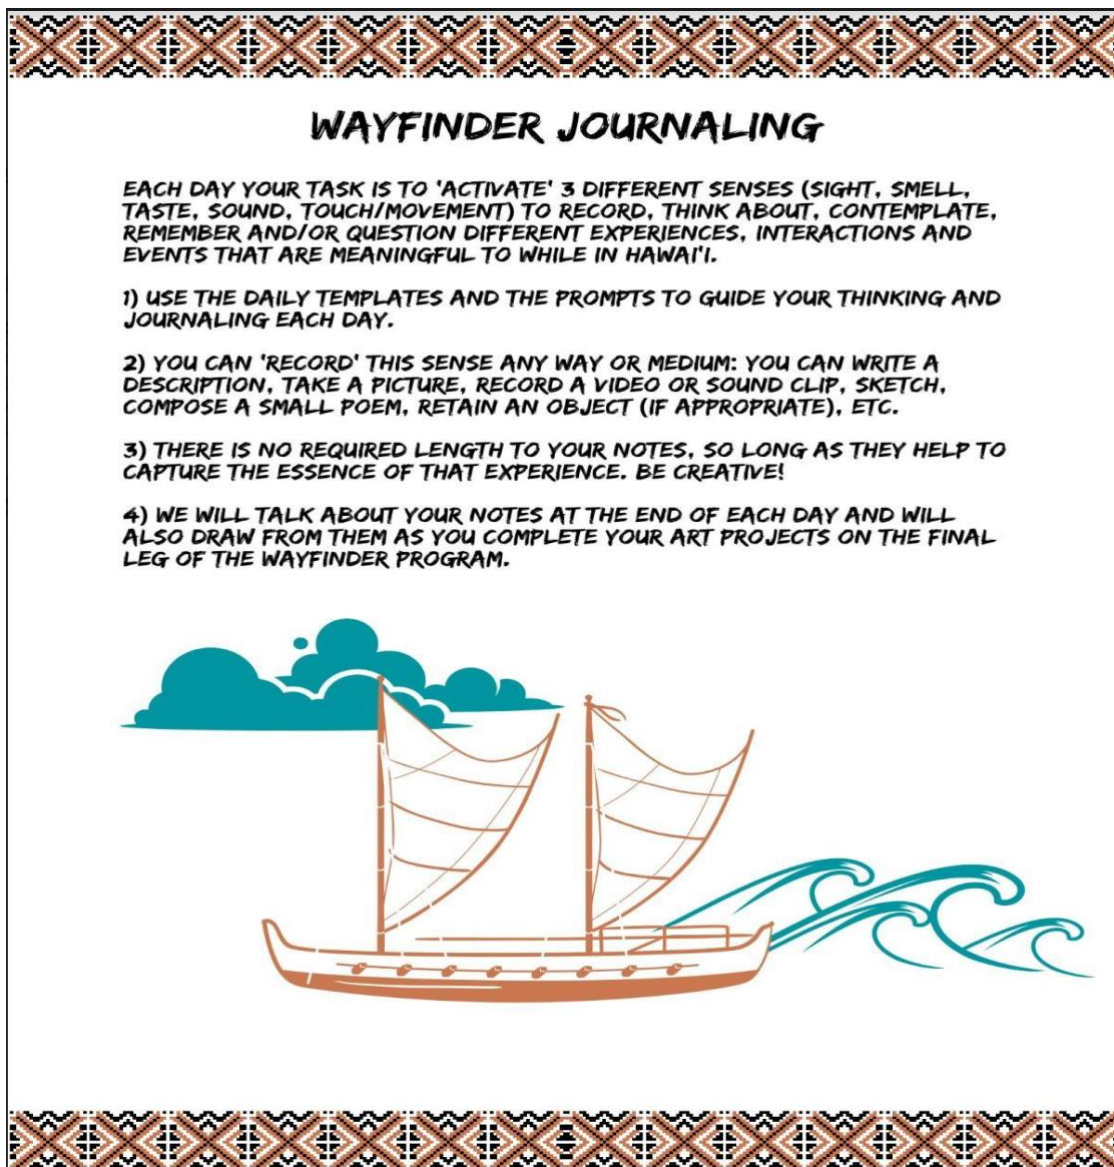 WAYFINDER JOURNALING
EACH DAY YOUR TASK IS TO 'ACTIVATE' 3 DIFFERENT SENSES (SIGHT, SMELL,
TASTE, SOUND, TOUCH/MOVEMENT) TO RECORD, THINK ABOUT, CONTEMPLATE,
REMEMBER AND/OR QUESTION DIFFERENT EXPERIENCES, INTERACTIONS AND
EVENTS THAT ARE MEANINGFUL TO WHILE IN HAWAI'I.
1) USE THE DAILY TEMPLATES AND THE PROMPTS TO GUIDE YOUR THINKING AND
JOURNALING EACH DAY.
2) YOU CAN 'RECORD' THIS SENSE ANY WAY OR MEDIUM: YOU CAN WRITE A
DESCRIPTION, TAKE A PICTURE, RECORD A VIDEO OR SOUND CLIP, SKETCH,
COMPOSE A SMALL POEM, RETAIN AN OBJECT (IF APPROPRIATE), ETC.
3) THERE IS NO REQUIRED LENGTH TO YOUR NOTES, SO LONG AS THEY HELP TO
CAPTURE THE ESSENCE OF THAT EXPERIENCE. BE CREATIVE!
4) WE WILL TALK ABOUT YOUR NOTES AT THE END OF EACH DAY AND WILL
ALSO DRAW FROM THEM AS YOU COMPLETE YOUR ART PROJECTS ON THE FINAL
LEG OF THE WAYFINDER PROGRAM.